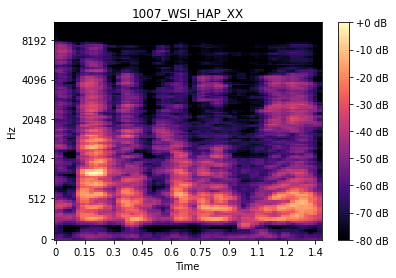 1007_WSI_HAP_XX
Hz
8192
4096
2048
1024
512
0
0 0.15 0.3 0.45 0.6 0.75 0.9 1.1 1.2 1.4
Time
+0 dB
-10 dB
-20 dB
-30 dB
-40 dB
-50 dB
-60 dB
-70 dB
-80 dB